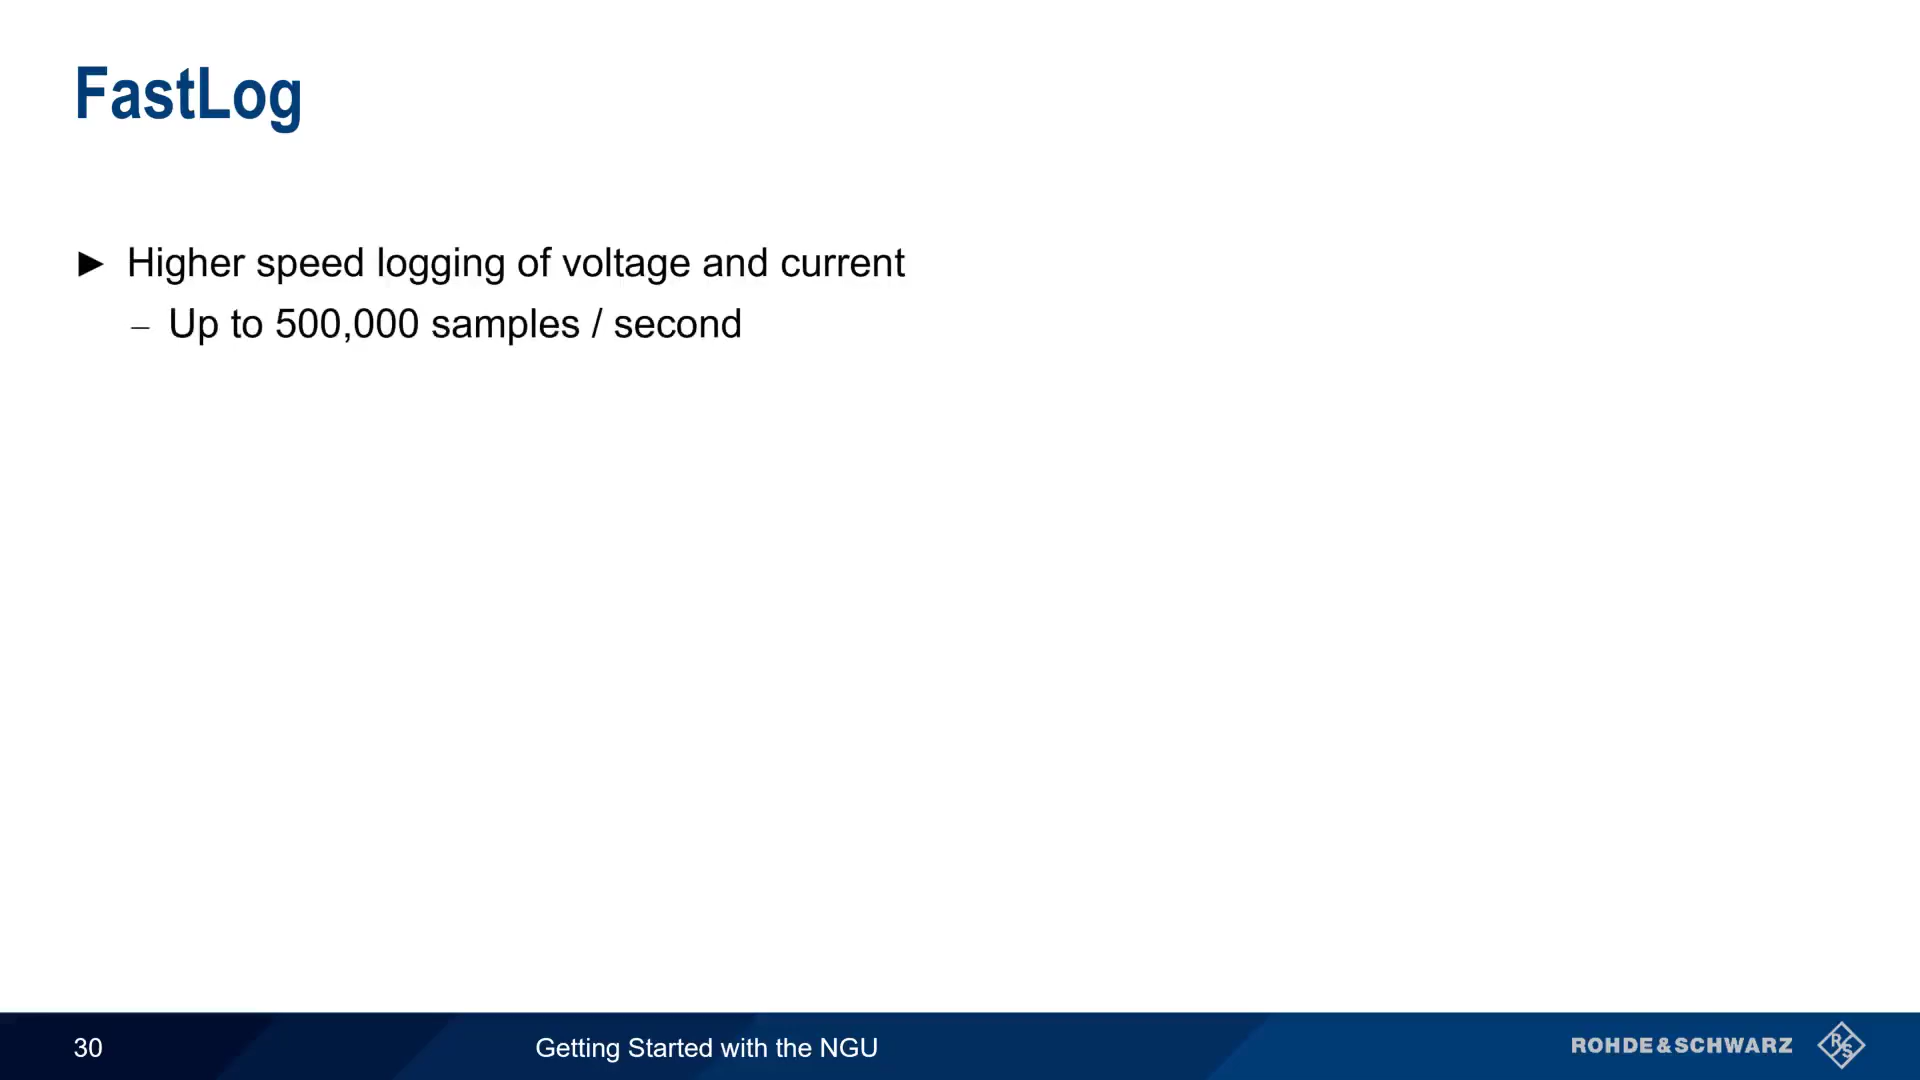 FastLog
► Higher speed logging of voltage and current
– Up to 500,000 samples / second
30
Getting Started with the NGU
ROHDE&SCHWARZ
R&S